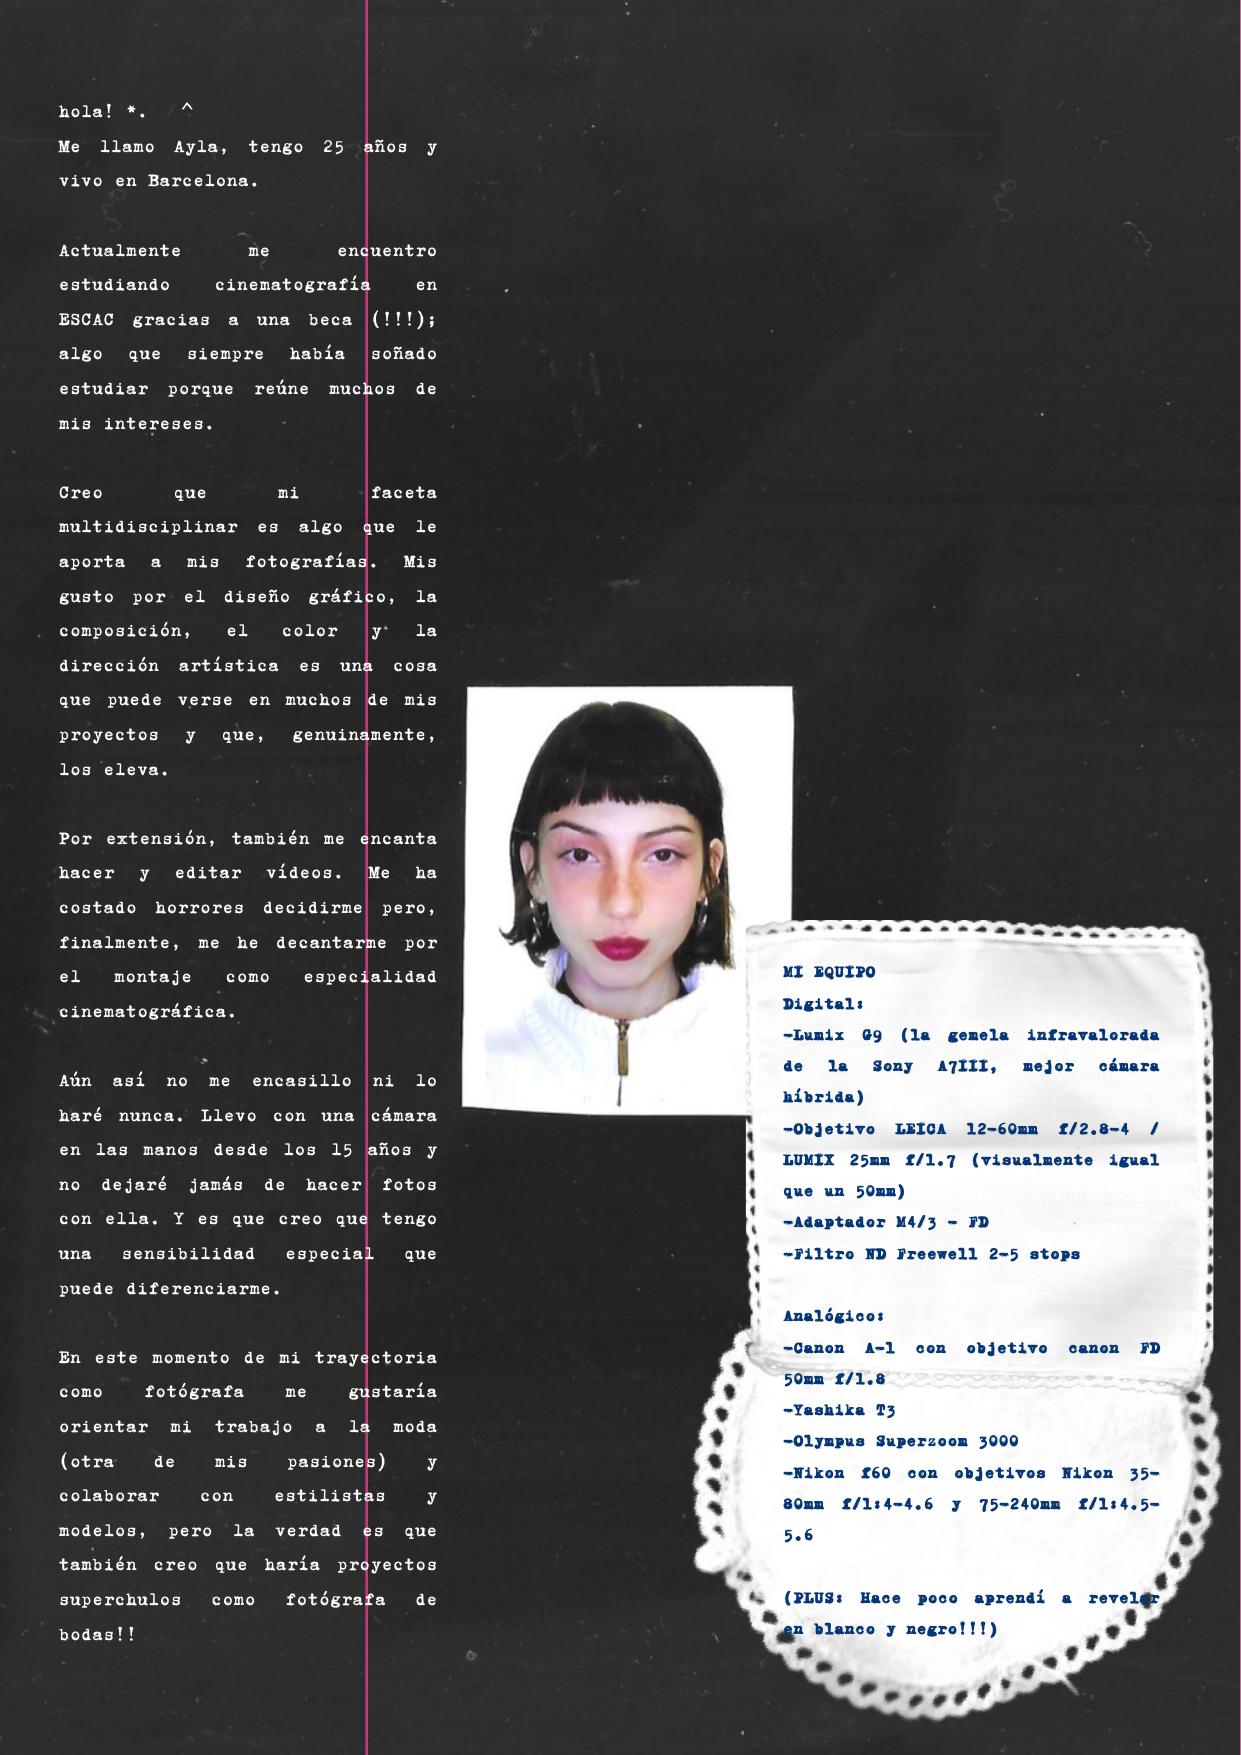 hola! *. ^
Me llamo Ayla, tengo 25 años y
vivo en Barcelona.
Actualmente me encuentro
estudiando cinematografía en
ESCAC gracias a una beca (!!!);
algo que siempre había soñado
estudiar porque reúne muchos de
mis intereses.
Creo que mi faceta
multidisciplinar es algo que le
aporta a mis fotografías. Mis
gusto por el diseño gráfico, la
composición, el color y la
dirección artística es una cosa
que puede verse en muchos de mis
proyectos y que, genuinamente,
los eleva.
Por extensión, también me encanta
hacer y editar vídeos. Me ha
costado horrores decidirme pero,
finalmente, me he decantarme por
el montaje como especialidad
cinematográfica.
Aún así no me encasillo ni lo
haré nunca. Llevo con una cámara
en las manos desde los 15 años y
no dejaré jamás de hacer fotos
con ella. Y es que creo que tengo
una sensibilidad especial que
puede diferenciarme.
En este momento de mi trayectoria
como fotógrafa me gustaría
orientar mi trabajo a la moda
(otra de mis pasiones) y
colaborar con estilistas y
modelos, pero la verdad es que
también creo que haría proyectos
superchulos como fotógrafa de
bodas!!
MI EQUIPO
Digital:
-Lumix G9 (la gemela infravalorada
de la Sony A7III, mejor cámara
híbrida)
-Objetivo LEICA 12-60mm f/2.8-4 /
LUMIX 25mm f/1.7 (visualmente igual
que un 50mm)
-Adaptador M4/3 - FD
-Filtro ND Freewell 2-5 stops
Analógico:
-Canon A-1 con objetivo canon FD
50mm f/1.8
-Yashika T3
-Olympus Superzoom 3000
-Nikon f60 con objetivos Nikon 35-
80mm f/1:4-4.6 y 75-240mm f/1:4.5-
5.6
(PLUS: Hace poco aprendí a revelar
en blanco y negro!!!)